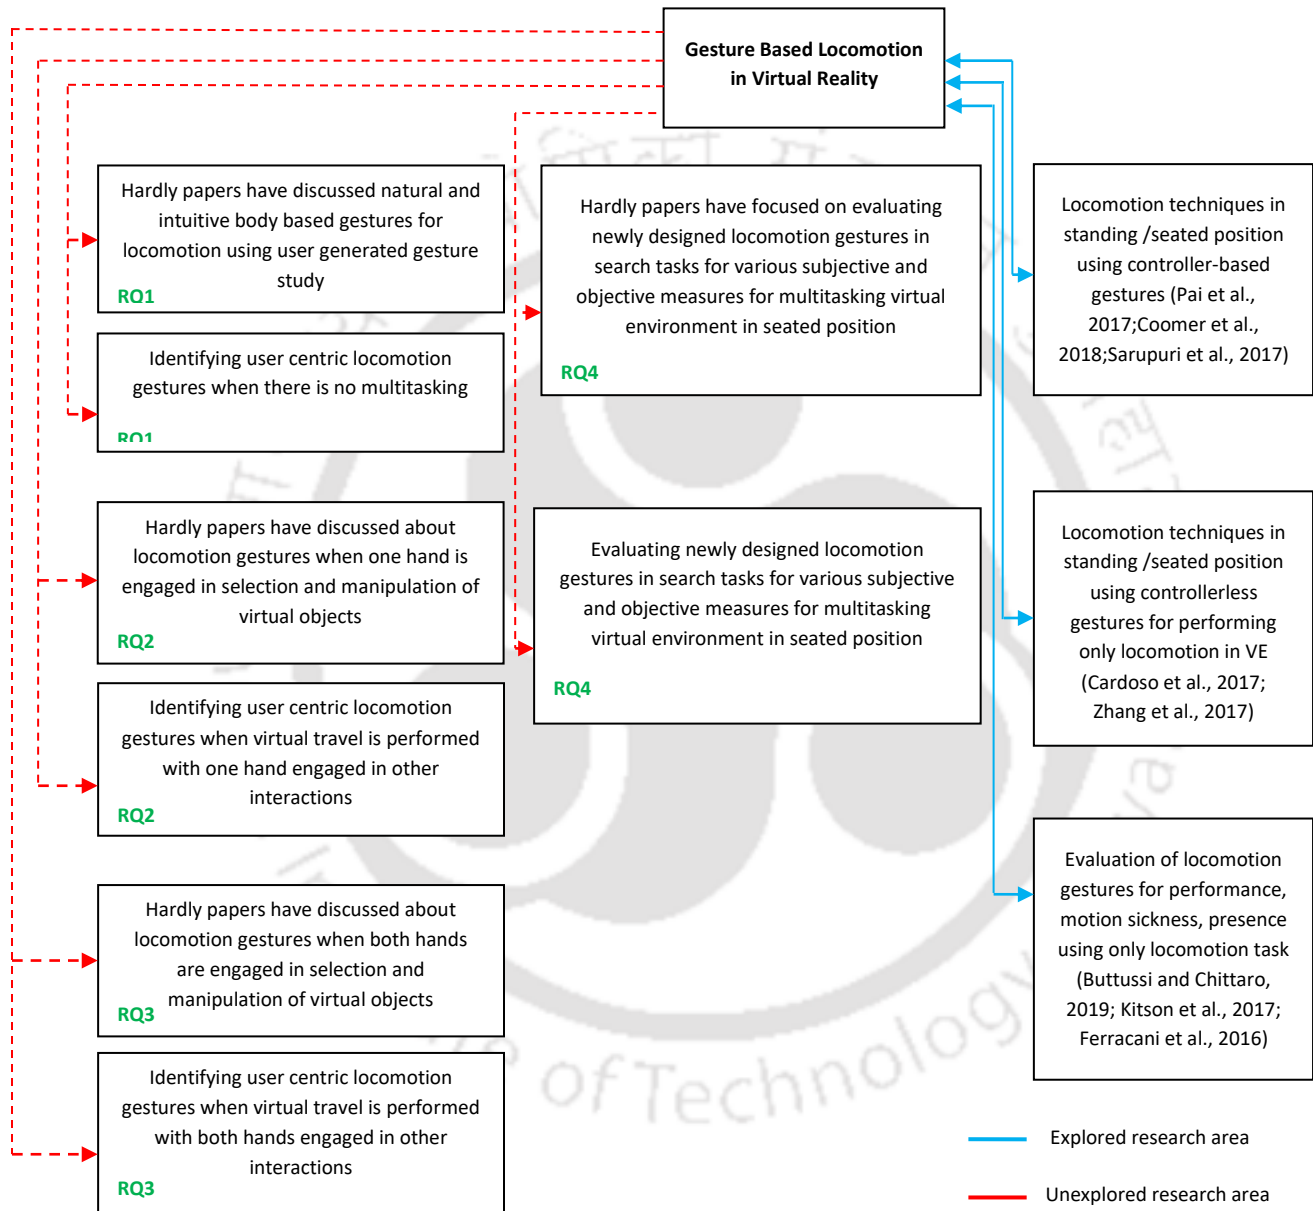 Gesture Based Locomotion
in Virtual Reality
Hardly papers have discussed natural and
intuitive body based gestures for
locomotion using user generated gesture
study
RQ1
Identifying user centric locomotion
gestures when there is no multitasking
RQ1
Hardly papers have discussed about
locomotion gestures when one hand is
engaged in selection and manipulation of
virtual objects
RQ2
Identifying user centric locomotion
gestures when virtual travel is performed
with one hand engaged in other
interactions
RQ2
Hardly papers have discussed about
locomotion gestures when both hands
are engaged in selection and
manipulation of virtual objects
RQ3
Identifying user centric locomotion
gestures when virtual travel is performed
with both hands engaged in other
interactions
RQ3
Hardly papers have focused on evaluating
newly designed locomotion gestures in
search tasks for various subjective and
objective measures for multitasking virtual
environment in seated position
RQ4
Evaluating newly designed locomotion
gestures in search tasks for various subjective
and objective measures for multitasking
virtual environment in seated position
RQ4
Locomotion techniques in
standing /seated position
using controller-based
gestures (Pai et al.,
2017;Coomer et al.,
2018;Sarupuri et al., 2017)
Locomotion techniques in
standing /seated position
using controllerless
gestures for performing
only locomotion in VE
(Cardoso et al., 2017;
Zhang et al., 2017)
Evaluation of locomotion
gestures for performance,
motion sickness, presence
using only locomotion task
(Buttussi and Chittaro,
2019; Kitson et al., 2017;
Ferracani et al., 2016)
Explored research area
Unexplored research area
of Technology